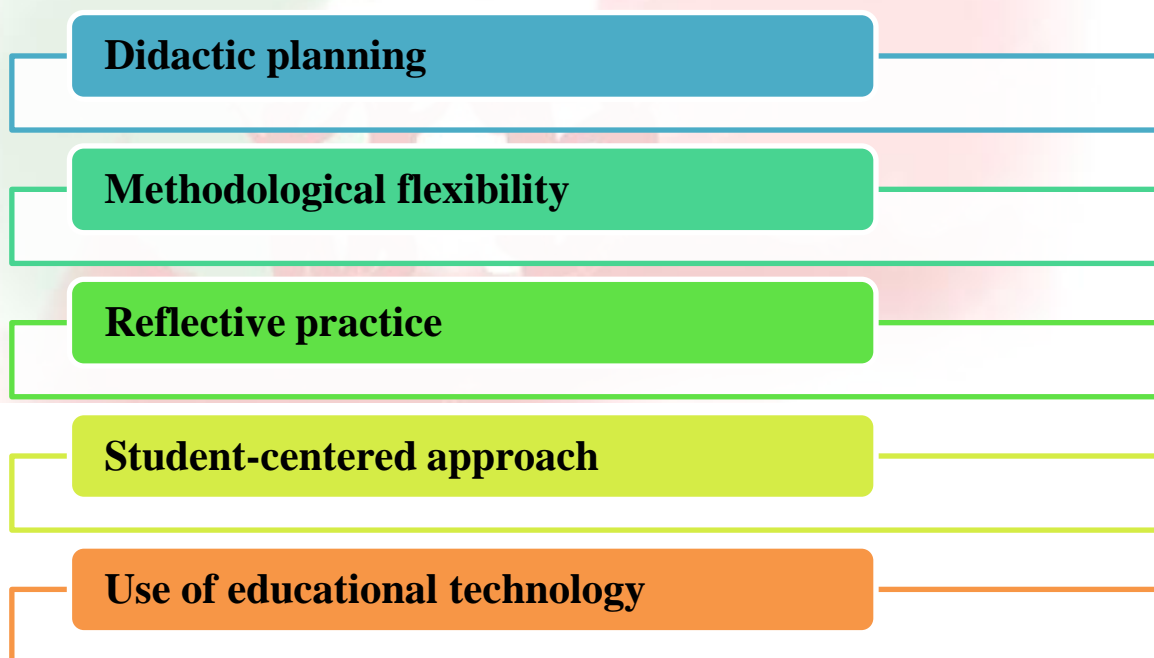 Didactic planning
Methodological flexibility
Reflective practice
Student-centered approach
Use of educational technology